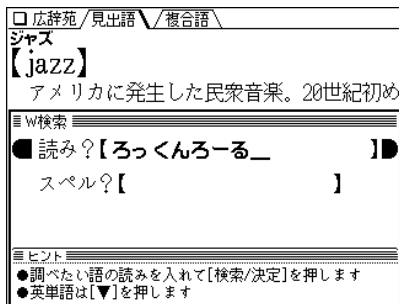 広辞苑 見出語 複合語
ジャズ
【jazz】
アメリカに発生した民衆音楽。20世紀初め
W検索
読み?【ろっくんろーる_ 】
スペル?【 】
ヒント
●調べたい語の読みを入れて[検索/決定]を押します
●英単語は[▼]を押します